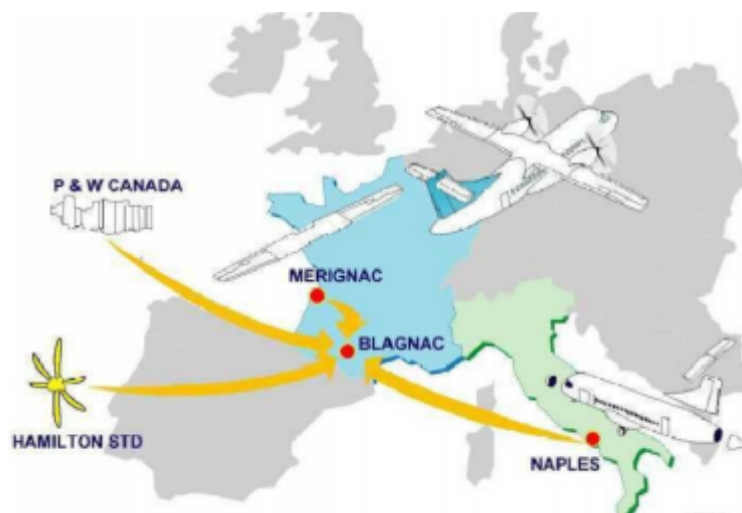 P & W CANADA
MERIGNAC
BLAGNAC
HAMILTON STD
NAPLES